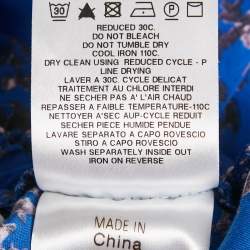 REDUCED 30C.
DO NOT BLEACH
DO NOT TUMBLE DRY
COOL IRON 110C.
DRY CLEAN USING REDUCED CYCLE - P
LINE DRYING
LAVER A 30C. CYCLE DELICAT
TRAITEMENT AU CHLORE INTERDI
NE SECHER PAS A' AIR CHAUD
REPASSER A FAIBLE TEMPERATURE-110C
NETTOYER A'SEC AUP-CYCLE REDUIT
SECHER PIECE HUMIDE PENDUE
LAVARE SEPARATO A CAPO ROVESCIO
STIRO A CAPO ROVESCIO
WASH SEPARATELY INSIDE OUT
IRON ON REVERSE
MADE IN
China